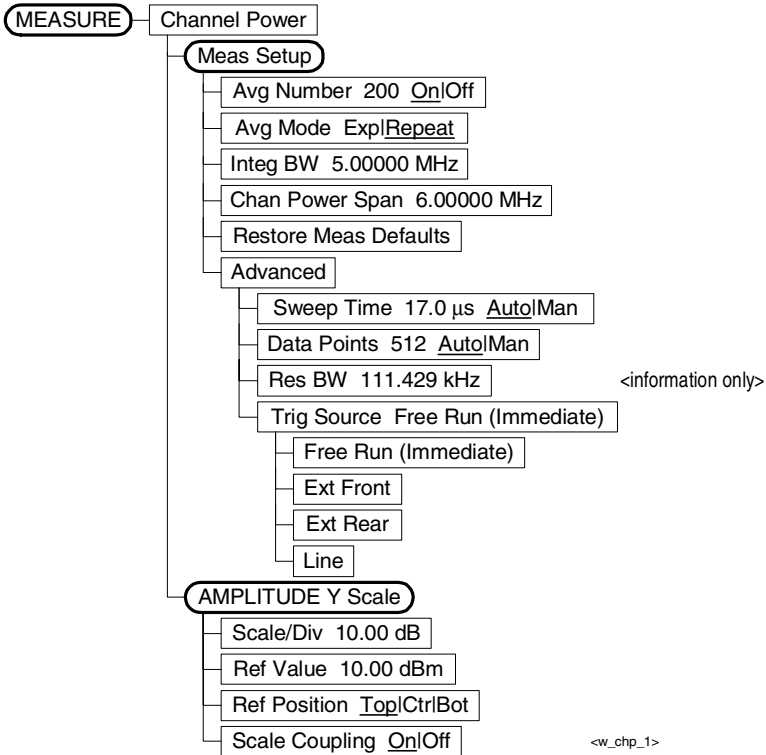 MEASURE Channel Power
Meas Setup
Avg Number 200 On|Off
Avg Mode Exp|Repeat
Integ BW 5.00000 MHz
Chan Power Span 6.00000 MHz
Restore Meas Defaults
Advanced
Sweep Time 17.0 μs Auto|Man
Data Points 512 Auto|Man
Res BW 111.429 kHz <information only>
Trig Source Free Run (Immediate)
Free Run (Immediate)
Ext Front
Ext Rear
Line
AMPLITUDE Y Scale
Scale/Div 10.00 dB
Ref Value 10.00 dBm
Ref Position Top|Ctr|Bot
Scale Coupling On|Off <w_chp_1>